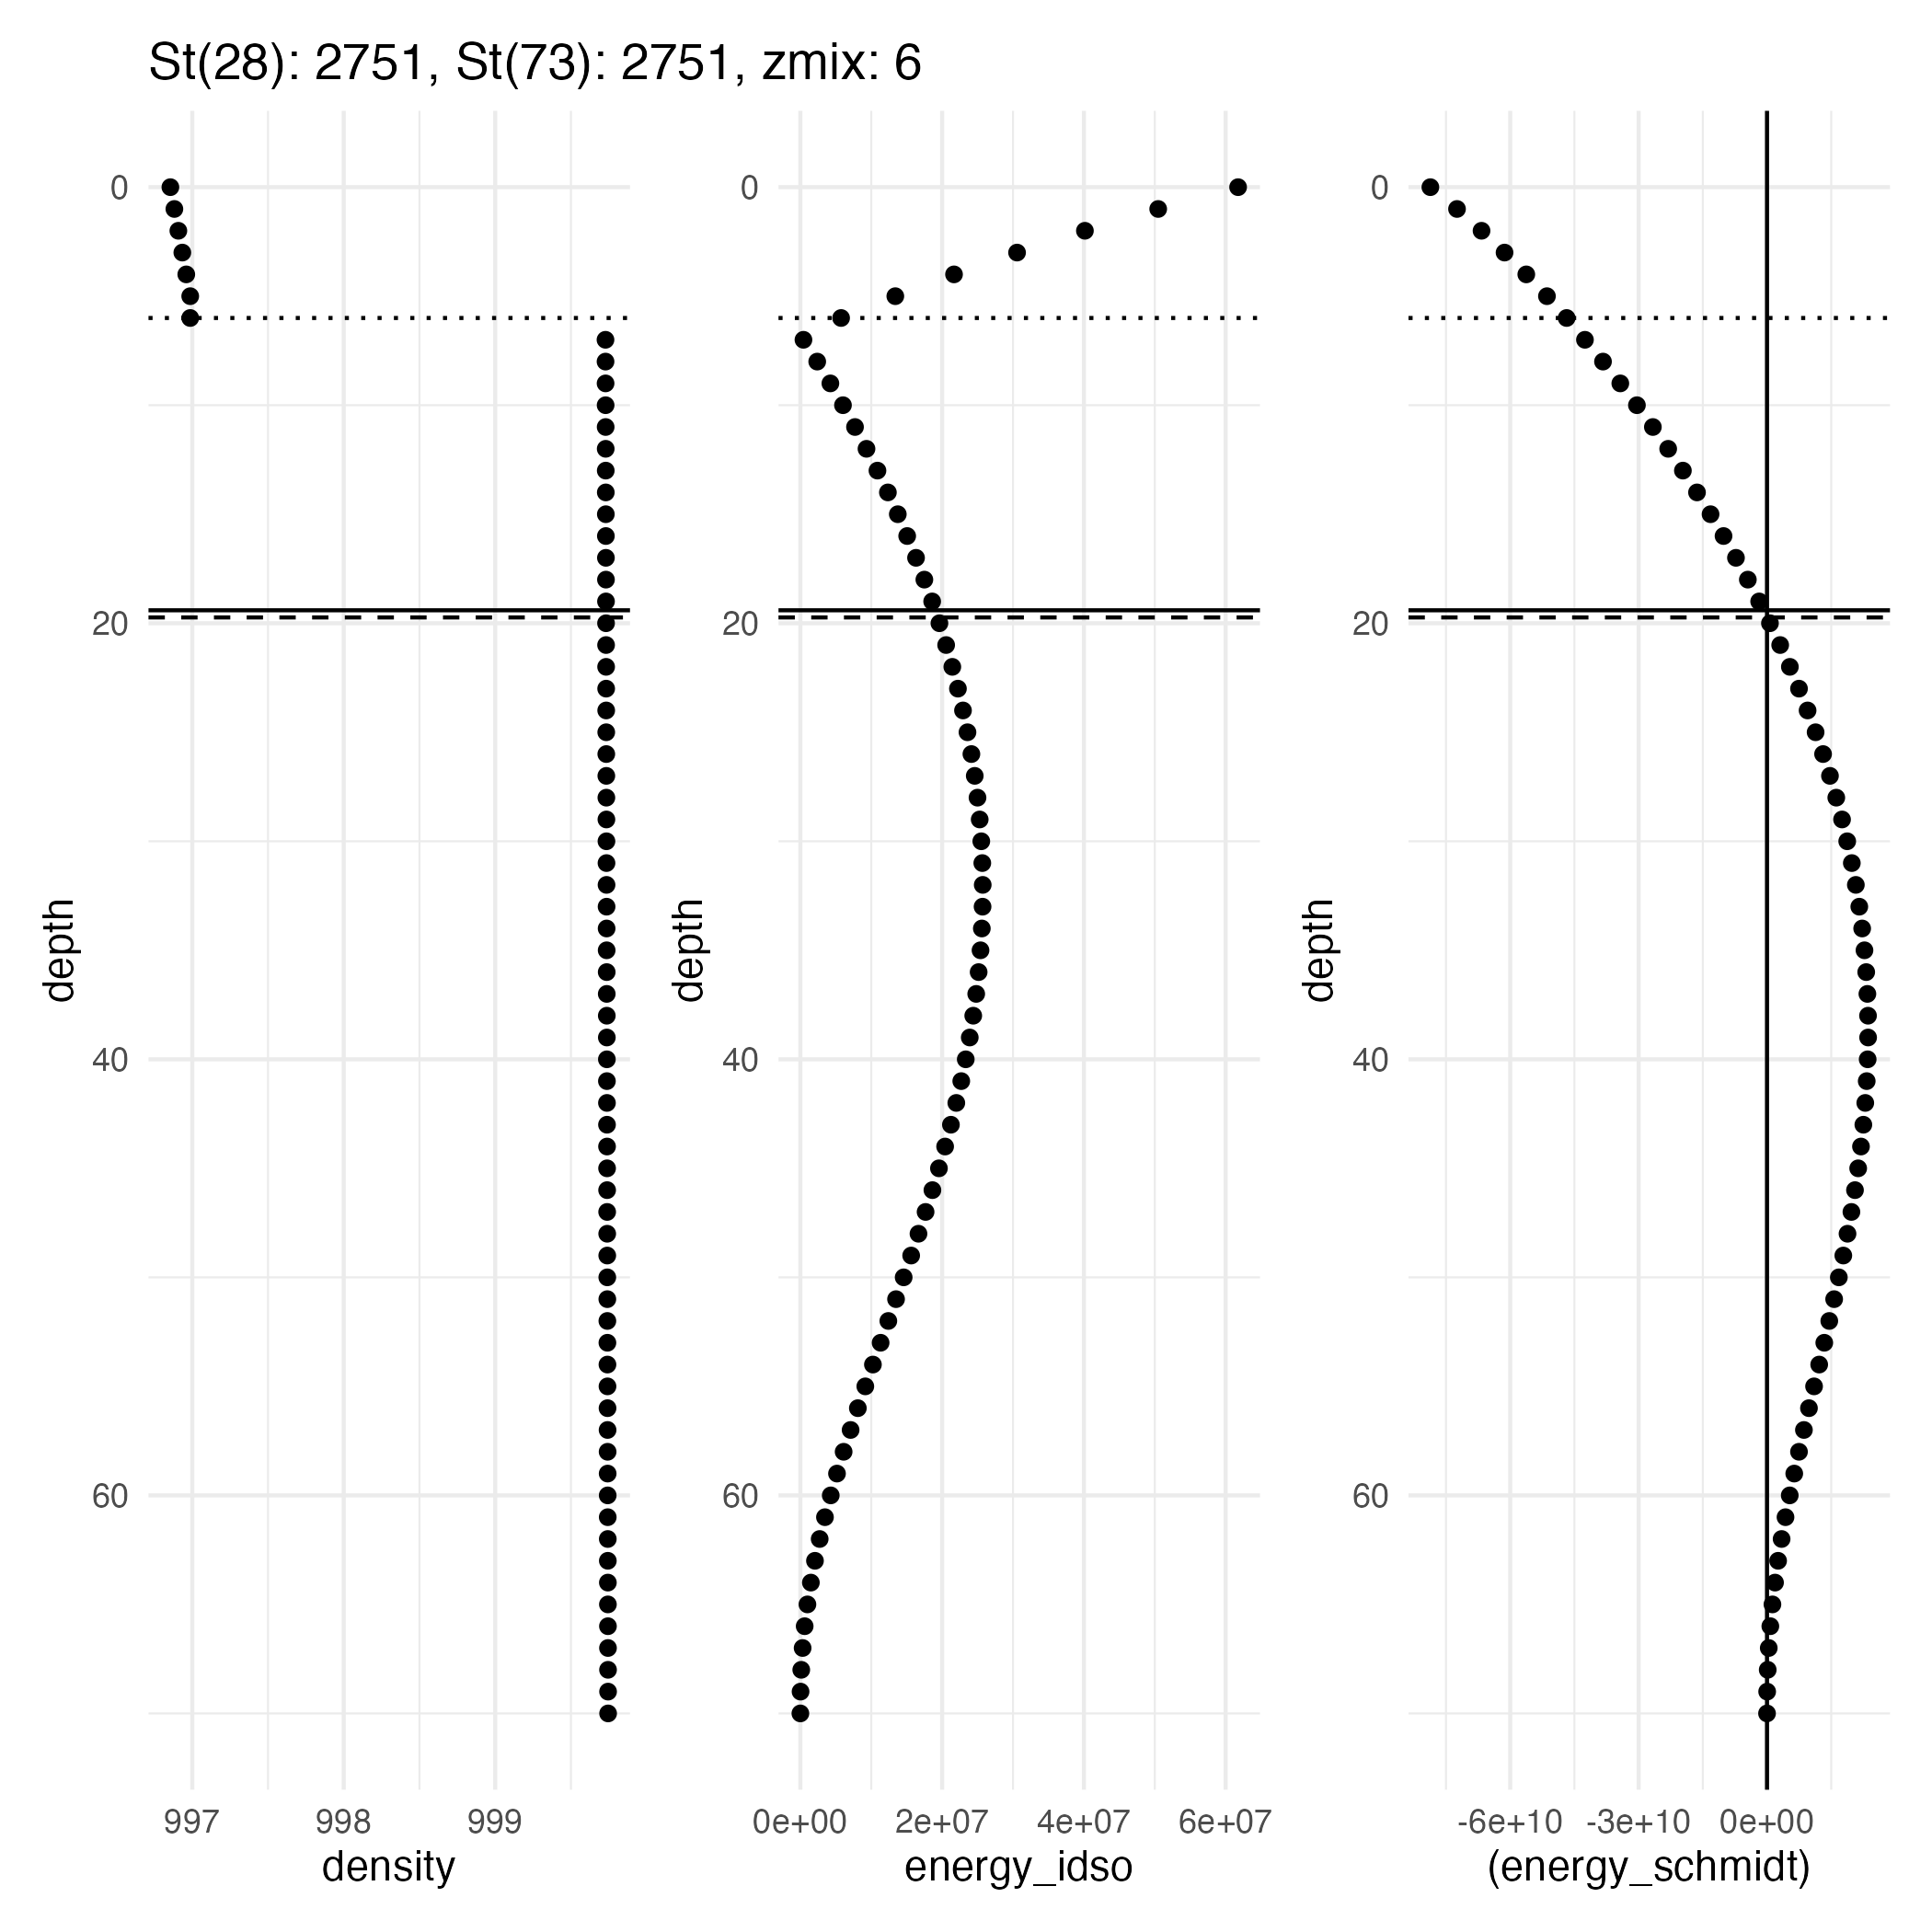 St(28): 2751, St(73): 2751, zmix: 6
0
20
40
60
depth
997 998 999
density
0
20
40
60
depth
0e+00 2e+07 4e+07 6e+07
energy_idso
0
20
40
60
depth
-6e+10 -3e+10 0e+00
(energy_schmidt)